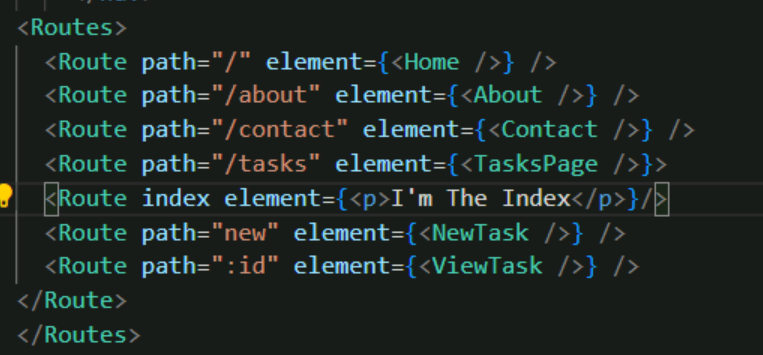 <Routes>
<Route path="/" element={<Home />} />
<Route path="/about" element={<About />} />
<Route path="/contact" element={<Contact />} />
<Route path="/tasks" element={<TasksPage />}>
<Route index element={<p>I'm The Index</p>}/>
<Route path="new" element={<NewTask />} />
<Route path=":id" element={<ViewTask />} />
</Route>
</Routes>